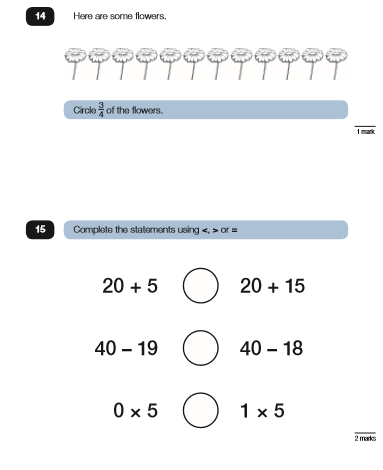 14 Here are some flowers.
Circle 3/4 of the flowers.
1 mark
15 Complete the statements using <, > or =
20 + 5 20 + 15
40 – 19 40 – 18
0 × 5 1 × 5
2 marks